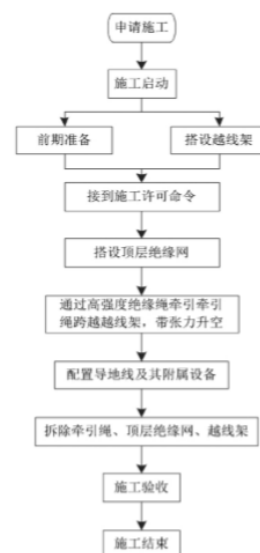 申请施工
施工启动
前期准备
搭设越线架
接到施工许可命令
搭设顶层绝缘网
通过高强度绝缘绳牵引牵引
绳跨越越线架，带张力升空
配置导地线及其附属设备
拆除牵引绳、顶层绝缘网、越线架
施工验收
施工结束